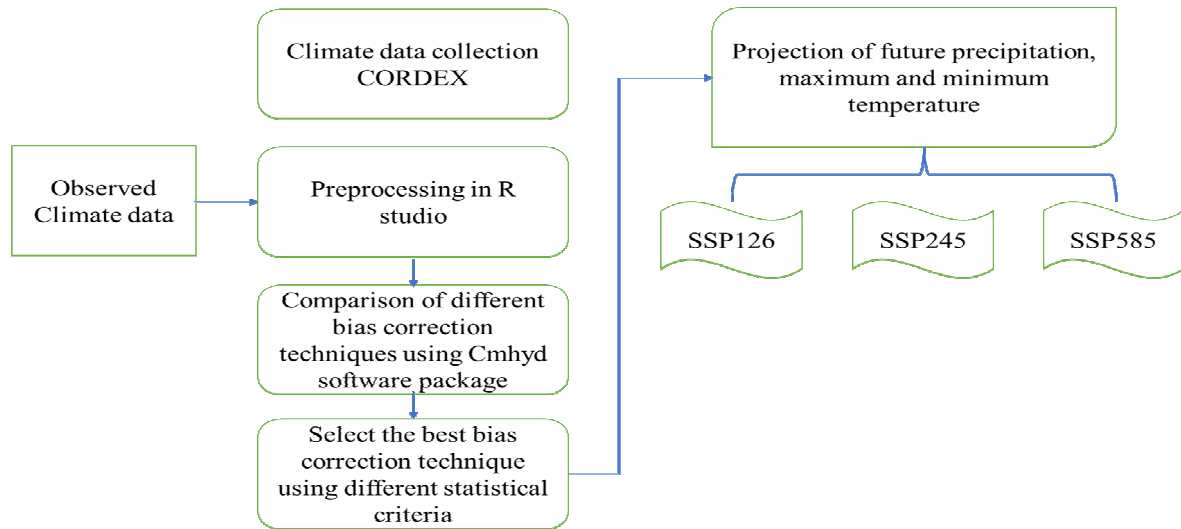 Climate data collection
CORDEX
Observed
Climate data
Preprocessing in R
studio
Comparison of different
bias correction
techniques using Cmhyd
software package
Select the best bias
correction technique
using different statistical
criteria
Projection of future precipitation,
maximum and minimum
temperature
SSP126
SSP245
SSP585